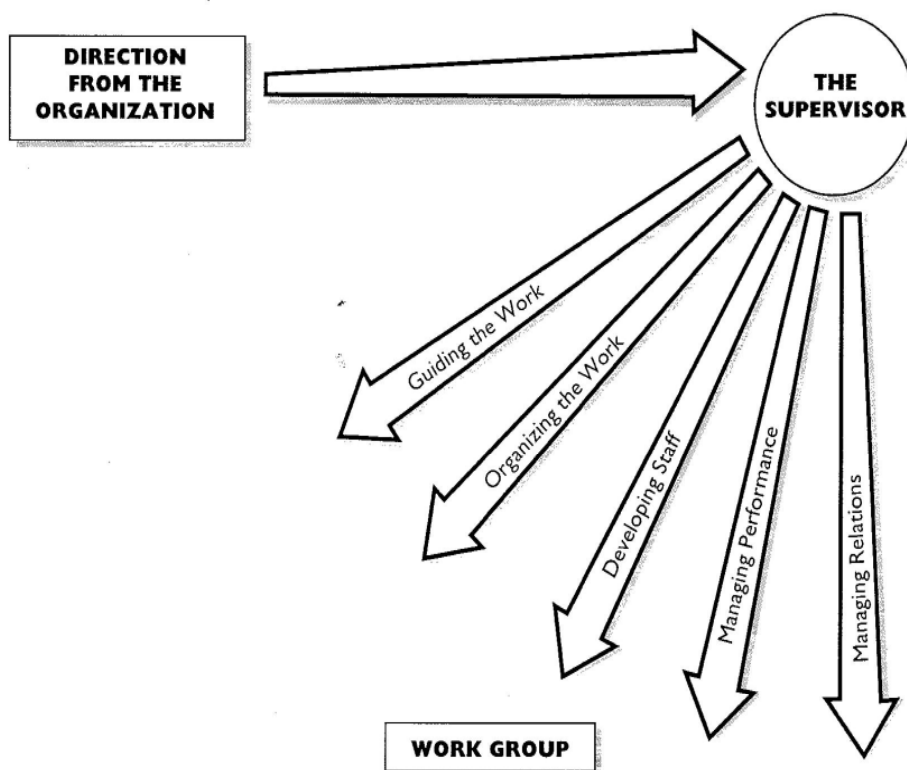 DIRECTION
FROM THE
ORGANIZATION
THE
SUPERVISOR
Guiding the Work
Organizing the Work
Developing Staff
Managing Performance
Managing Relations
WORK GROUP